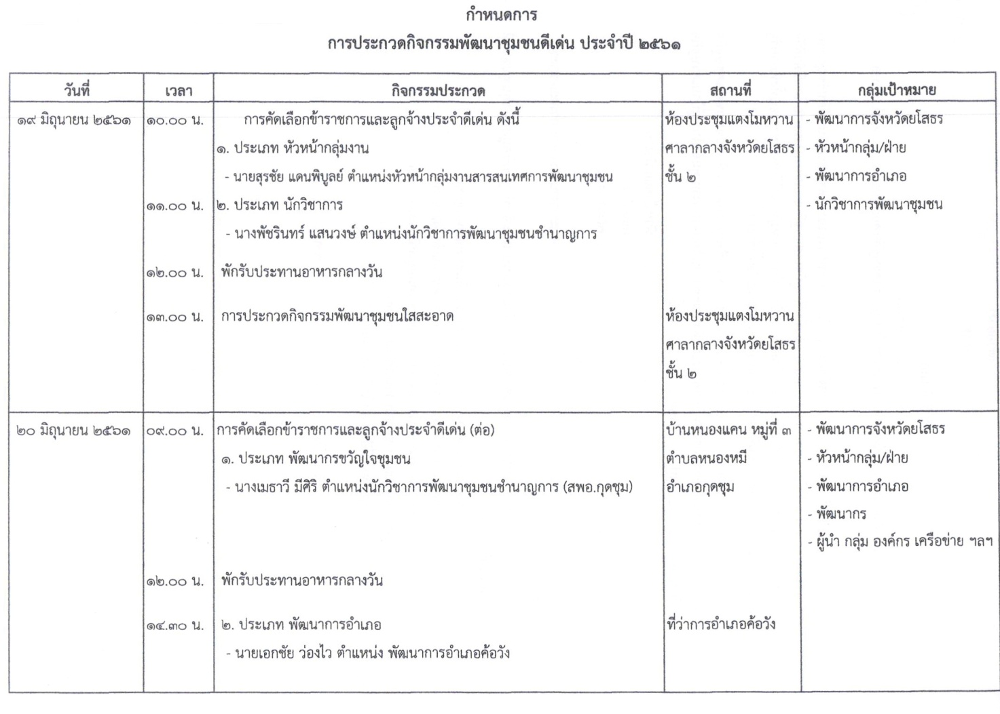 กำหนดการ
การประกวดกิจกรรมพัฒนาชุมชนดีเด่น ประจำปี ๒๕๖๑
วันที่ เวลา กิจกรรมประกวด สถานที่ กลุ่มเป้าหมาย
๑๙ มิถุนายน ๒๕๖๑ ๑๐.๐๐ น. การคัดเลือกข้าราชการและลูกจ้างประจำดีเด่น ดังนี้ ห้องประชุมแตงโมหวาน - พัฒนาการจังหวัดยโสธร
๑. ประเภท หัวหน้ากลุ่มงาน ศาลากลางจังหวัดยโสธร - หัวหน้ากลุ่ม/ฝ่าย
- นายสุรชัย แดนพิบูลย์ ตำแหน่งหัวหน้ากลุ่มงานสารสนเทศการพัฒนาชุมชน ชั้น ๒ - พัฒนาการอำเภอ
๑๑.๐๐ น. ๒. ประเภท นักวิชาการ - นักวิชาการพัฒนาชุมชน
- นางพัชรินทร์ แสนวงษ์ ตำแหน่งนักวิชาการพัฒนาชุมชนชำนาญการ
๑๒.๐๐ น. พักรับประทานอาหารกลางวัน
๑๓.๐๐ น. การประกวดกิจกรรมพัฒนาชุมชนใสสะอาด ห้องประชุมแตงโมหวาน
ศาลากลางจังหวัดยโสธร
ชั้น ๒
๒๐ มิถุนายน ๒๕๖๑ ๐๙.๐๐ น. การคัดเลือกข้าราชการและลูกจ้างประจำดีเด่น (ต่อ) บ้านหนองแคน หมู่ที่ ๓ - พัฒนาการจังหวัดยโสธร
๑. ประเภท พัฒนากรขวัญใจชุมชน ตำบลหนองหมี - หัวหน้ากลุ่ม/ฝ่าย
- นางเมธาวี มีศิริ ตำแหน่งนักวิชาการพัฒนาชุมชนชำนาญการ (สพอ.กุดชุม) อำเภอกุดชุม - พัฒนาการอำเภอ
- พัฒนากร
- ผู้นำ กลุ่ม องค์กร เครือข่าย ฯลฯ
๑๒.๐๐ น. พักรับประทานอาหารกลางวัน
๑๔.๓๐ น. ๒. ประเภท พัฒนาการอำเภอ ที่ว่าการอำเภอค้อวัง
- นายเอกชัย ว่องไว ตำแหน่ง พัฒนาการอำเภอค้อวัง